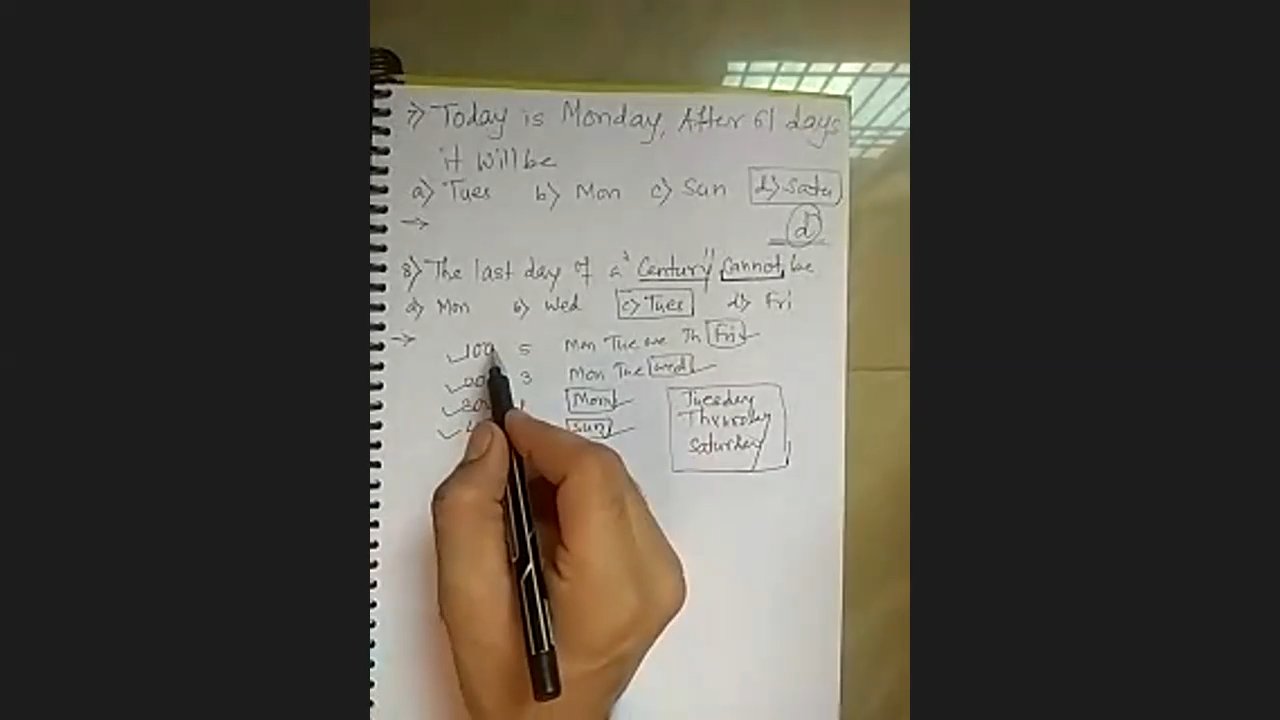 7) Today is Monday, After 61 days
it will be
a) Tues b) Mon c) Sun d) Satu
→ d
8) The last day of a "Century" Cannot be
a) Mon b) Wed c) Tues d) Fri
→
100 5 Mon Tue We Th Fri
3 Mon Tue Wed
Mon
Sun
Tuesday
Thursday
Saturday